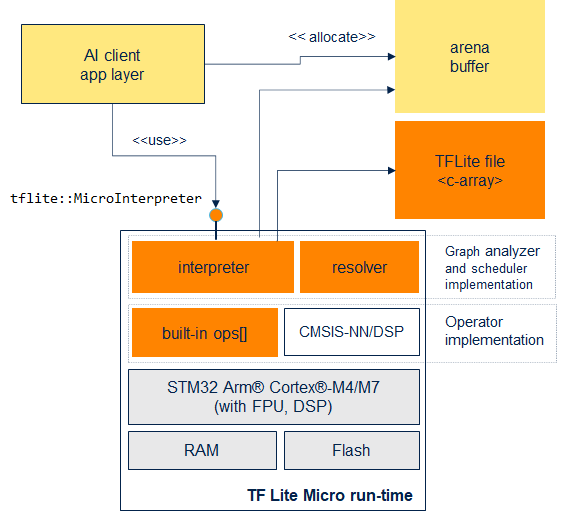 AI client
app layer
<< allocate>>
arena
buffer
<<use>>
TFLite file
<c-array>
tflite::MicroInterpreter
interpreter
resolver
Graph analyzer
and scheduler
implementation
built-in ops[]
CMSIS-NN/DSP
Operator
implementation
STM32 Arm® Cortex®-M4/M7
(with FPU, DSP)
RAM
Flash
TF Lite Micro run-time